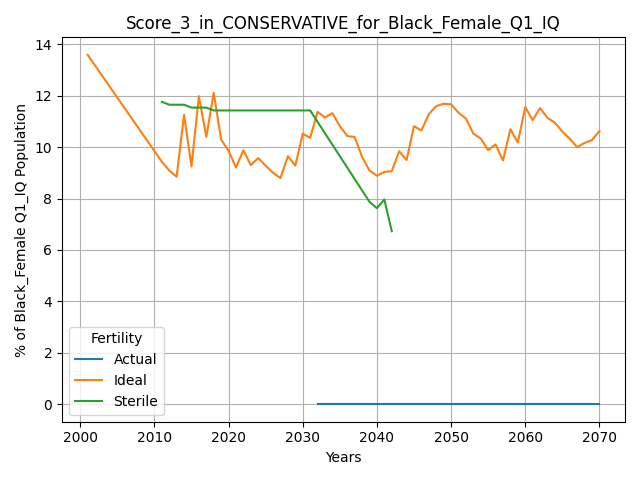 Score_3_in_CONSERVATIVE_for_Black_Female_Q1_IQ
% of Black_Female Q1_IQ Population
14
12
10
8
6
4
2
0
Fertility
Actual
Ideal
Sterile
2000 2010 2020 2030 2040 2050 2060 2070
Years